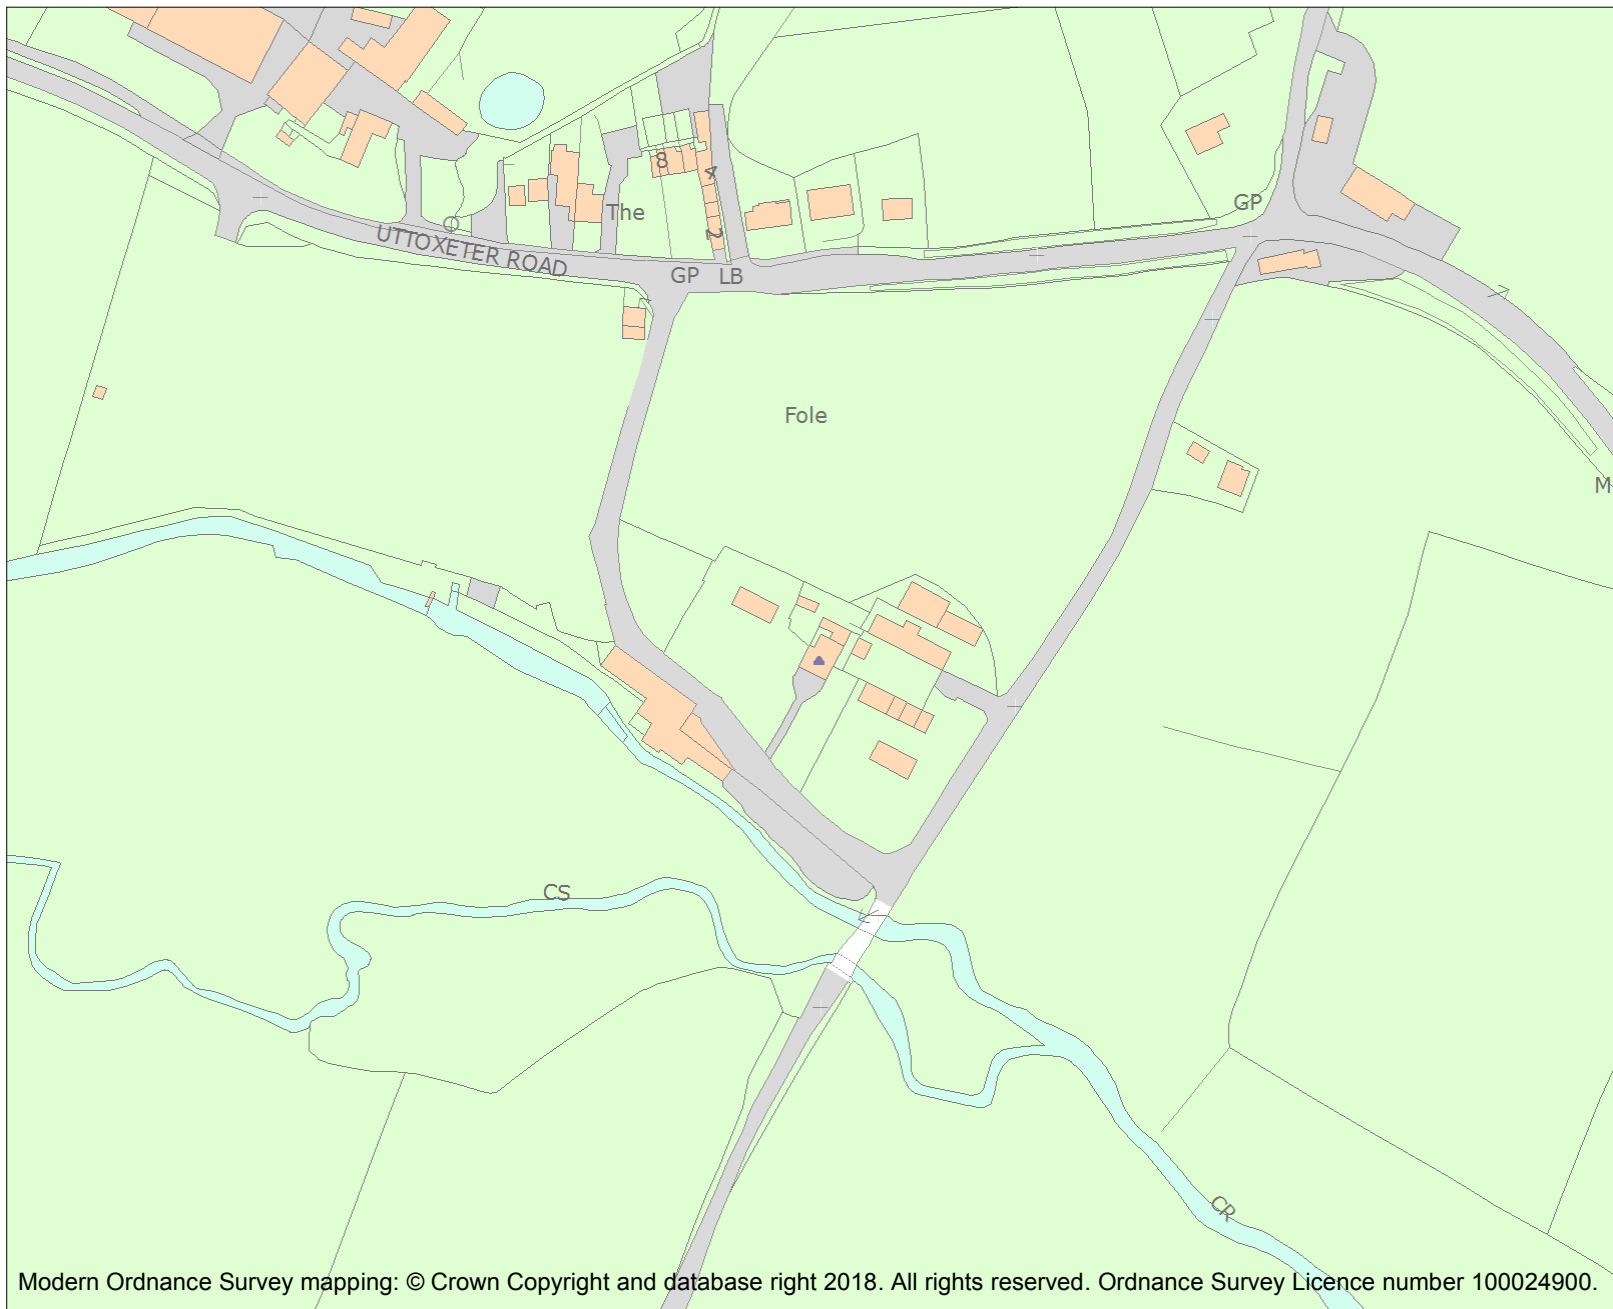 8
4
The
GP
2
UTTOXETER ROAD
GP LB
Fole
M
CS
CR
Modern Ordnance Survey mapping: © Crown Copyright and database right 2018. All rights reserved. Ordnance Survey Licence number 100024900.